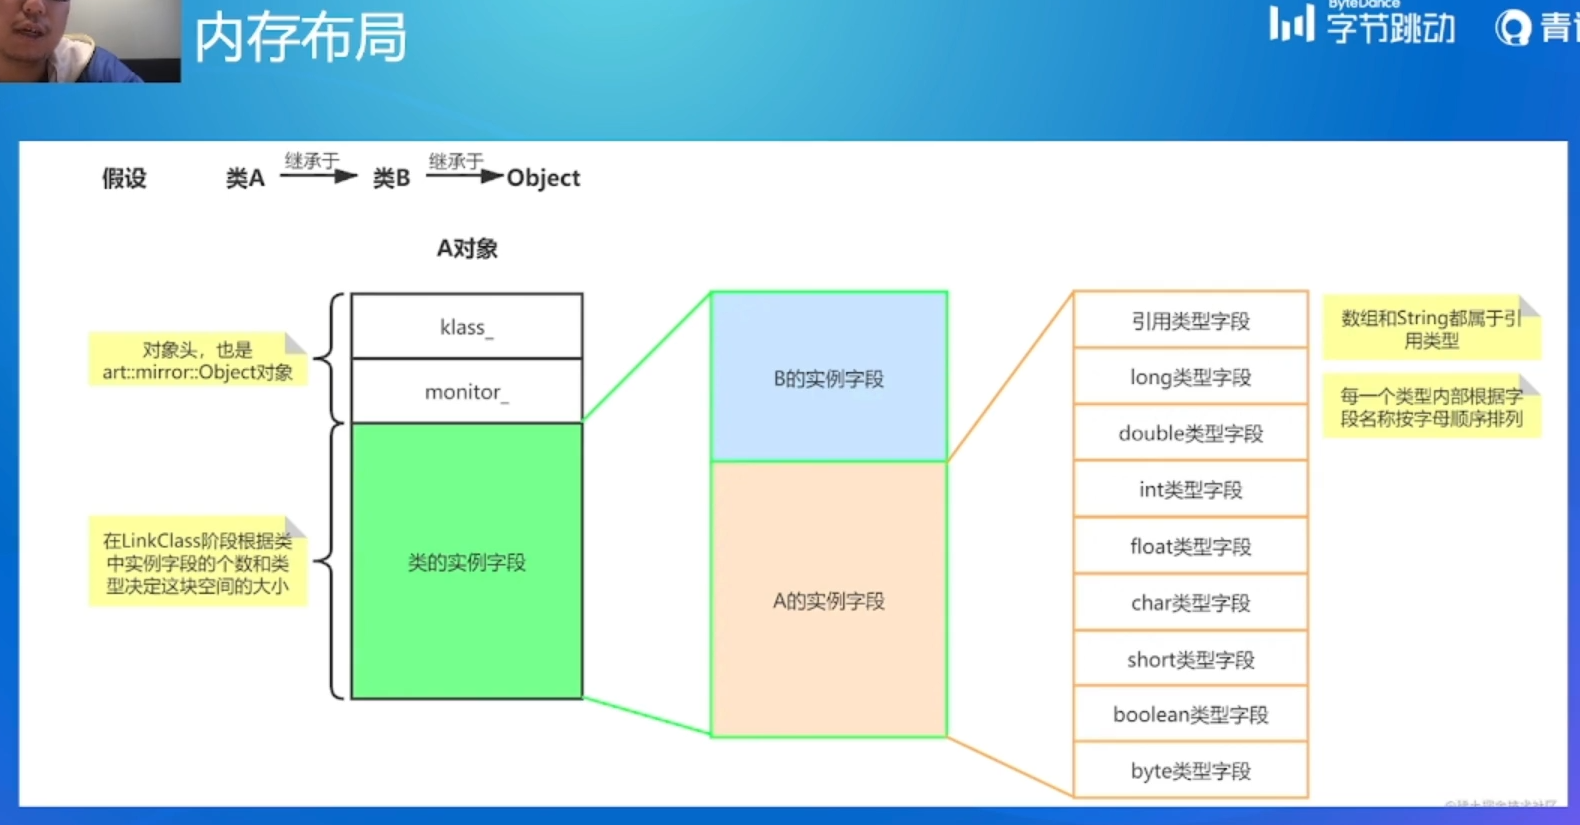 内存布局
ByteDance
字节跳动
青
假设
类A
继承于
类B
继承于
Object
A对象
klass_
monitor_
类的实例字段
对象头，也是
art::mirror::Object对象
在LinkClass阶段根据类
中实例字段的个数和类
型决定这块空间的大小
B的实例字段
A的实例字段
引用类型字段
long类型字段
double类型字段
int类型字段
float类型字段
char类型字段
short类型字段
boolean类型字段
byte类型字段
数组和String都属于引
用类型
每一个类型内部根据字
段名称按字母顺序排列
@稀土掘金技术社区